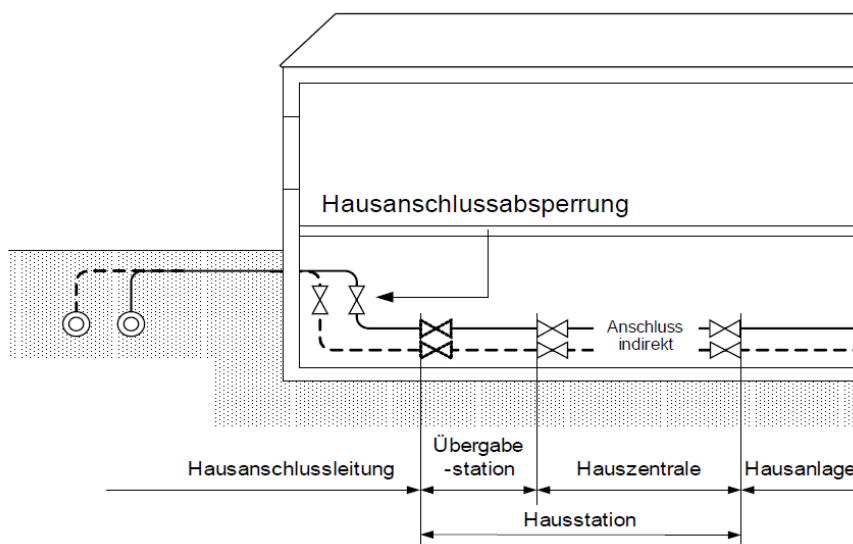 Hausanschlussabsperrung
Anschluss
indirekt
Hausanschlussleitung
Übergabe
-station
Hauszentrale
Hausanlage
Hausstation